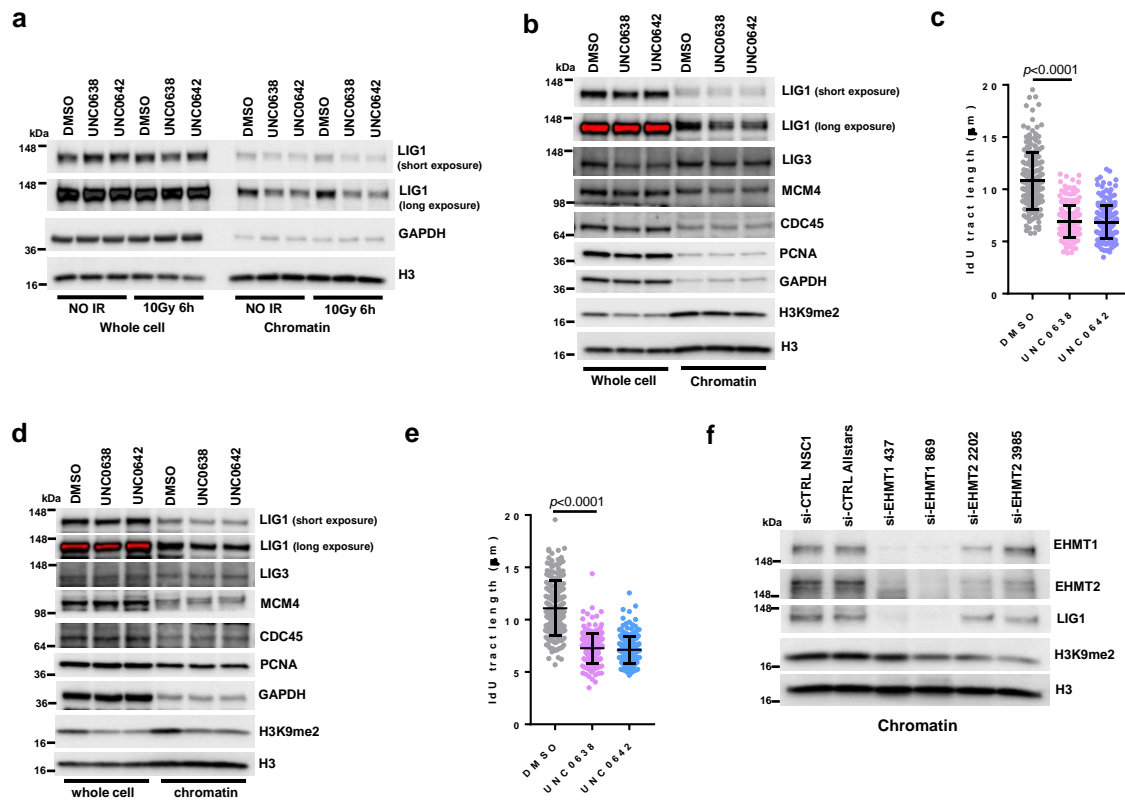 a
DMSO
UNC0638
UNC0642
DMSO
UNC0638
UNC0642
DMSO
UNC0638
UNC0642
DMSO
UNC0638
UNC0642
kDa
148
LIG1
(short exposure)
148
LIG1
(long exposure)
GAPDH
36
H3
16
NO IR 10Gy 6h NO IR 10Gy 6h
Whole cell Chromatin
b
DMSO
UNC0638
UNC0642
DMSO
UNC0638
UNC0642
kDa
148
LIG1 (short exposure)
148
LIG1 (long exposure)
148
LIG3
MCM4
98
CDC45
64
PCNA
36
GAPDH
36
H3K9me2
16
H3
16
Whole cell Chromatin
c
p<0.0001
IdU tract length (µm)
20
15
10
5
0
DMSO
UNC0638
UNC0642
d
DMSO
UNC0638
UNC0642
DMSO
UNC0638
UNC0642
kDa
148
LIG1 (short exposure)
148
LIG1 (long exposure)
148
LIG3
MCM4
98
CDC45
64
PCNA
36
GAPDH
36
H3K9me2
16
H3
16
whole cell chromatin
e
p<0.0001
IdU tract length (µm)
20
15
10
5
0
DMSO
UNC0638
UNC0642
f
si-CTRL NSC1
si-CTRL Allstars
si-EHMT1 437
si-EHMT1 869
si-EHMT2 2202
si-EHMT2 3985
kDa
EHMT1
148
EHMT2
148
148
LIG1
H3K9me2
16
H3
16
Chromatin